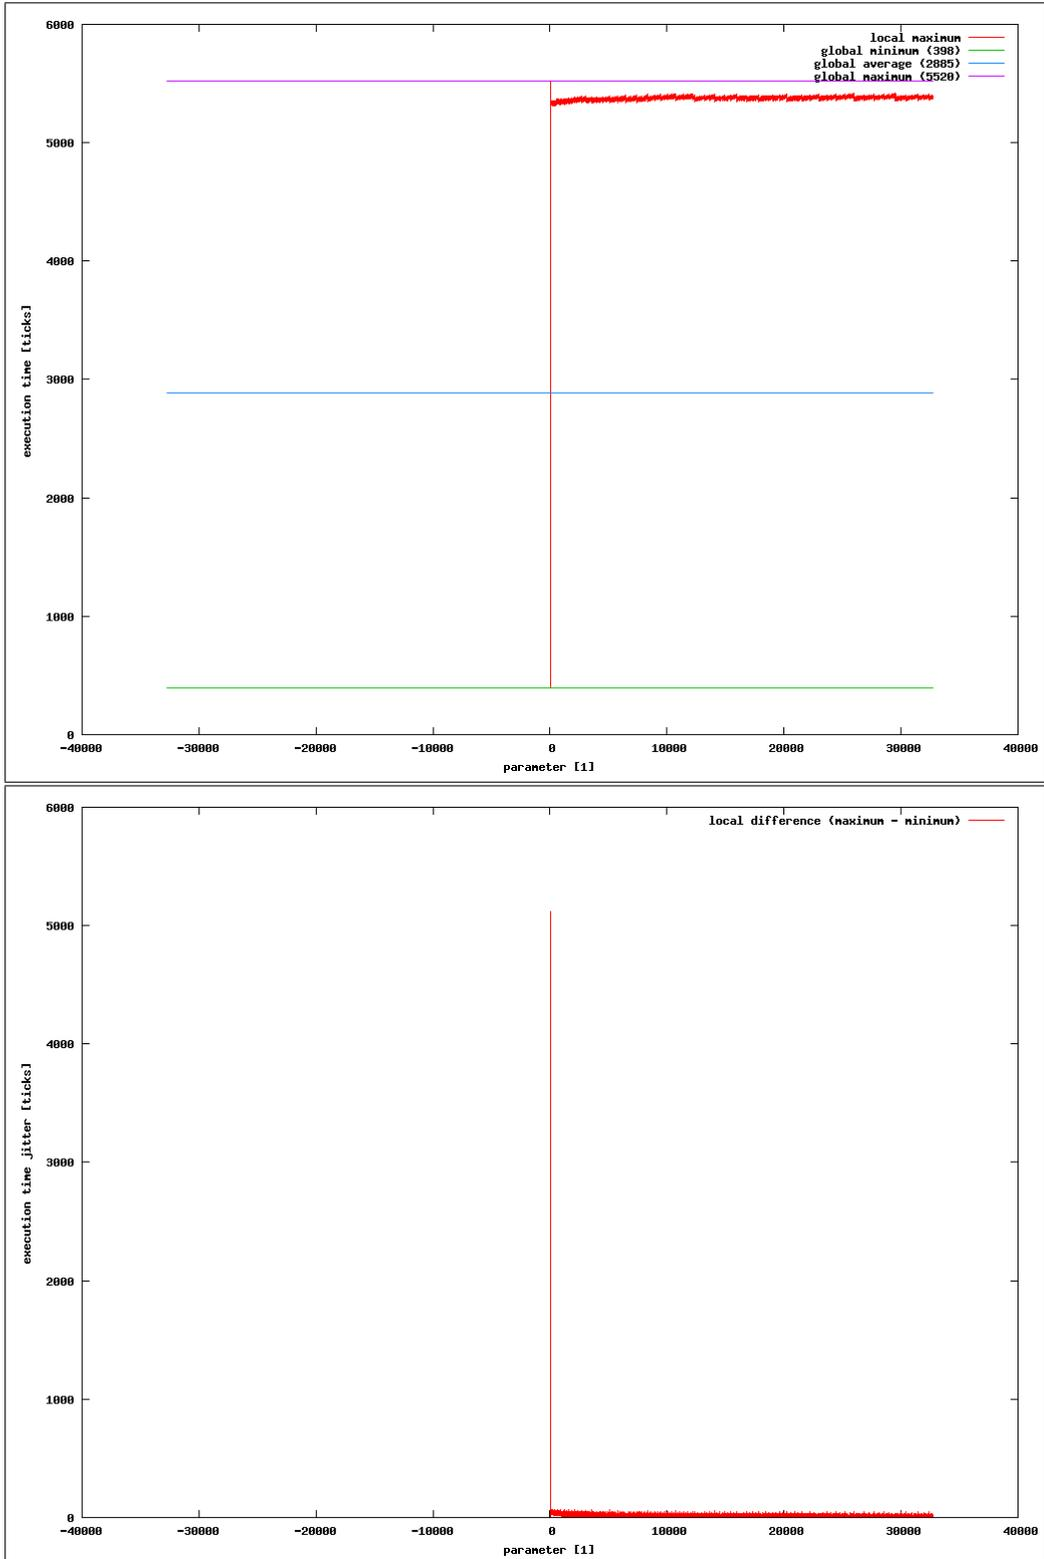 6000
local maximum
global minimum (398)
global average (2885)
global maximum (5520)
5000
4000
execution time [ticks]
3000
2000
1000
0
-40000 -30000 -20000 -10000 0 10000 20000 30000 40000
parameter [1]
6000
local difference (maximum - minimum)
5000
4000
execution time jitter [ticks]
3000
2000
1000
0
-40000 -30000 -20000 -10000 0 10000 20000 30000 40000
parameter [1]